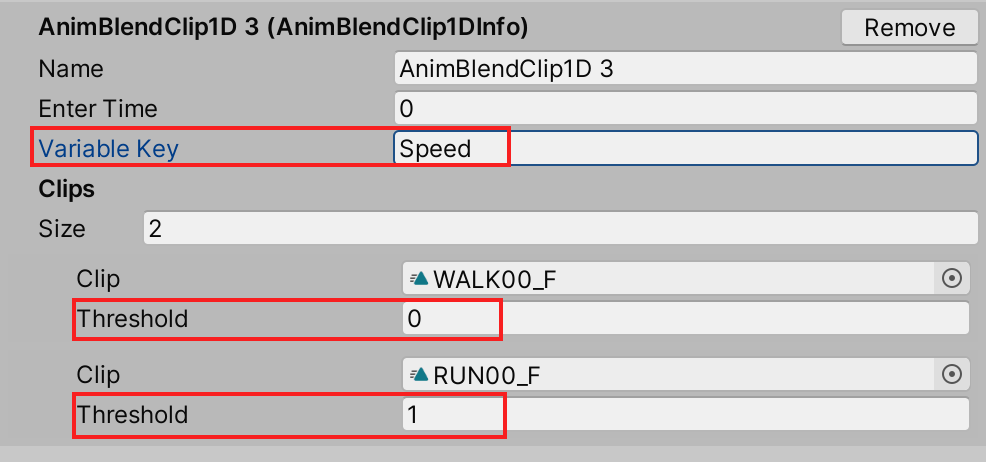 AnimBlendClip1D 3 (AnimBlendClip1DInfo) Remove
Name AnimBlendClip1D 3
Enter Time 0
Variable Key Speed
Clips
Size 2
Clip WALK00_F
Threshold 0
Clip RUN00_F
Threshold 1